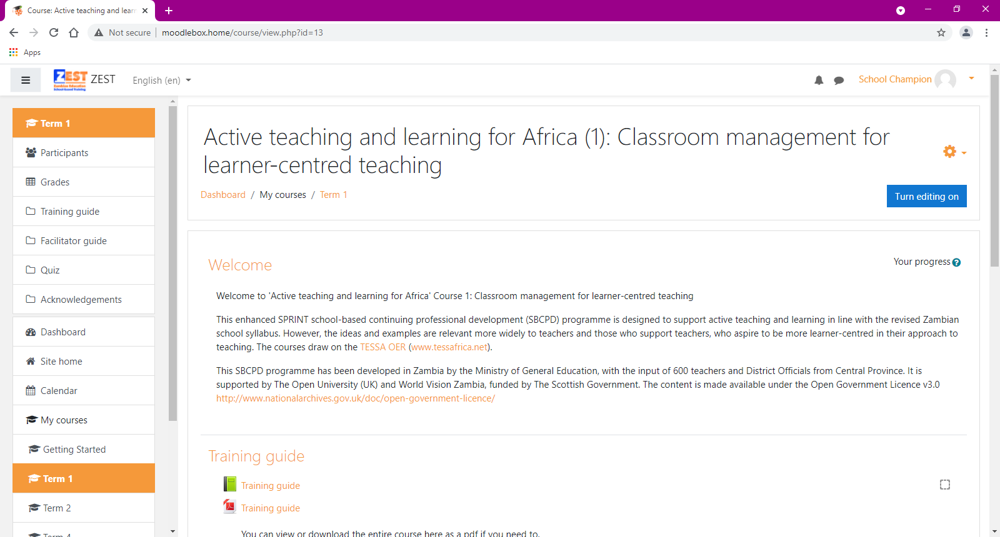 Course: Active teaching and learn
Not secure
moodlebox.home/course/view.php?id=13
Apps
ZEST
Zambian Education
School-based Training
ZEST
English (en)
School Champion
Term 1
Participants
Grades
Training guide
Facilitator guide
Quiz
Acknowledgements
Dashboard
Site home
Calendar
My courses
Getting Started
Term 1
Term 2
Term 4
Active teaching and learning for Africa (1): Classroom management for
learner-centred teaching
Dashboard / My courses / Term 1
Turn editing on
Welcome
Your progress
Welcome to 'Active teaching and learning for Africa' Course 1: Classroom management for learner-centred teaching
This enhanced SPRINT school-based continuing professional development (SBCPD) programme is designed to support active teaching and learning in line with the revised Zambian
school syllabus. However, the ideas and examples are relevant more widely to teachers and those who support teachers, who aspire to be more learner-centred in their approach to
teaching. The courses draw on the TESSA OER (www.tessafrica.net).
This SBCPD programme has been developed in Zambia by the Ministry of General Education, with the input of 600 teachers and District Officials from Central Province. It is
supported by The Open University (UK) and World Vision Zambia, funded by The Scottish Government. The content is made available under the Open Government Licence v3.0
http://www.nationalarchives.gov.uk/doc/open-government-licence/
Training guide
Training guide
Training guide
You can view or download the entire course here as a pdf if you need to.